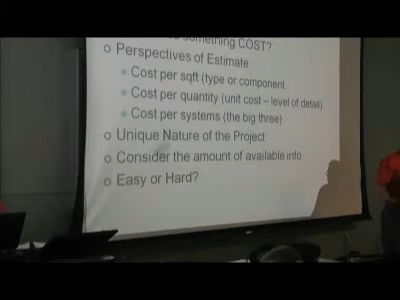 something COST?
Perspectives of Estimate
Cost per sqft (type or component
Cost per quantity (unit cost – level of detail)
Cost per systems (the big three)
Unique Nature of the Project
Consider the amount of available info
Easy or Hard?